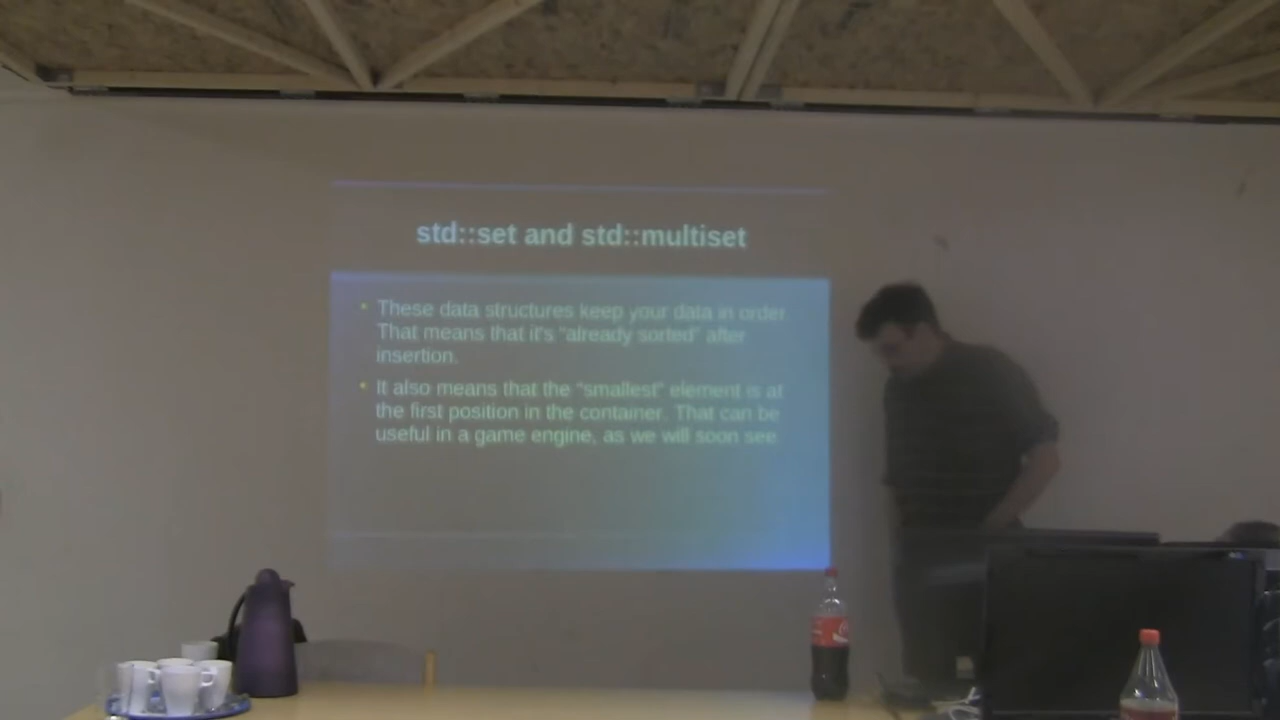 std::set and std::multiset
These data structures keep your data in order.
That means that it's "already sorted" after
insertion.
It also means that the "smallest" element is at
the first position in the container. That can be
useful in a game engine, as we will soon see